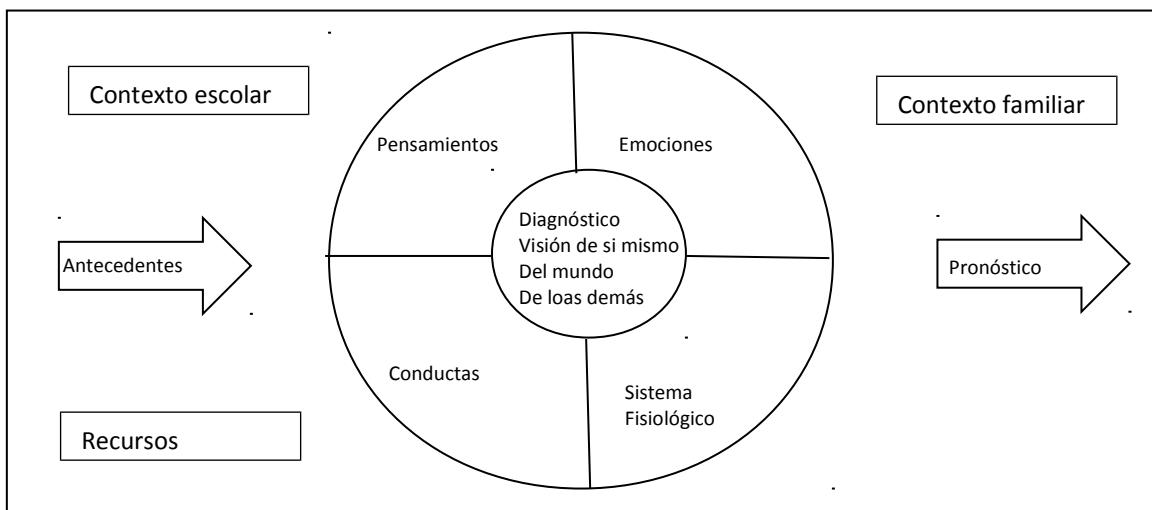 Contexto escolar
Contexto familiar
Pensamientos
Emociones
Diagnóstico
Visión de si mismo
Del mundo
De loas demás
Antecedentes
Pronóstico
Conductas
Sistema
Fisiológico
Recursos